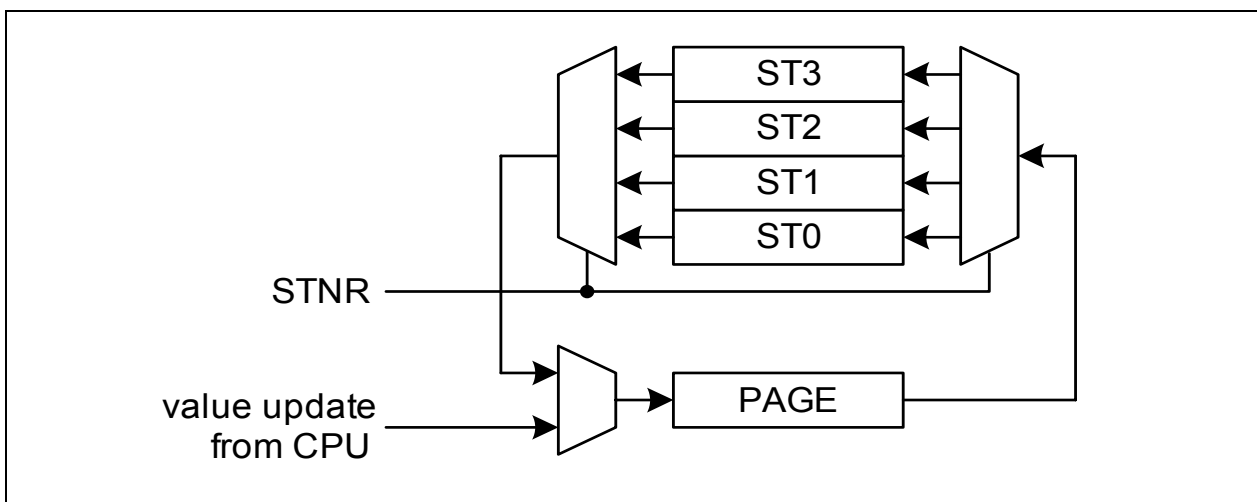 ST3
ST2
ST1
ST0
STNR
value update
from CPU
PAGE